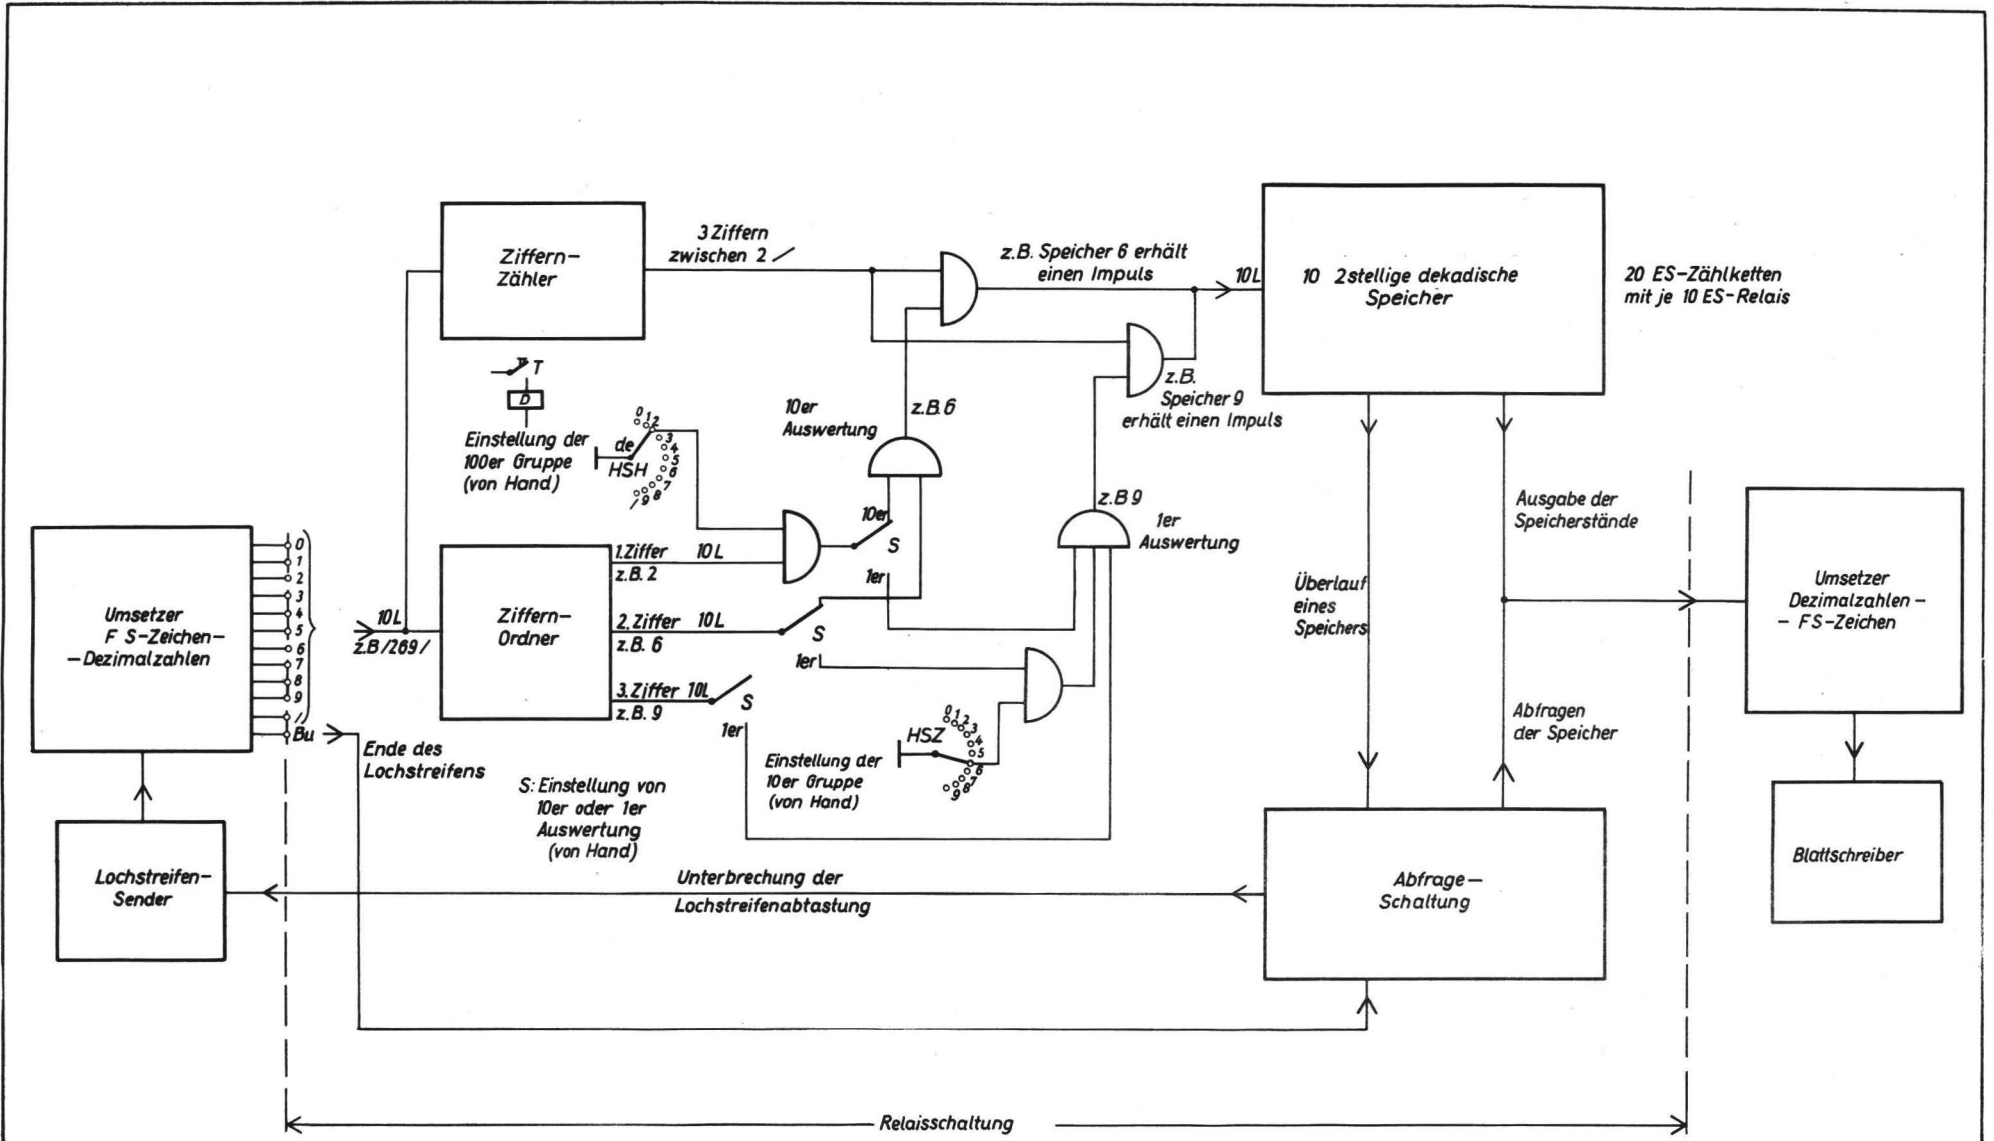 Ziffern-
Zähler
3 Ziffern
zwischen 2 /
z.B. Speicher 6 erhält
einen Impuls
10L
10 2stellige dekadische
Speicher
20 ES-Zählketten
mit je 10 ES-Relais
T
D
Einstellung der
100er Gruppe
(von Hand)
de
HSH
0
1
2
3
4
5
6
7
8
9
/
10er
Auswertung
z.B. 6
z.B.
Speicher 9
erhält einen Impuls
z.B 9
1er
Auswertung
10er
S
1er
Umsetzer
F S-Zeichen-
-Dezimalzahlen
0
1
2
3
4
5
6
7
8
9
/
Bu
10L
z.B /269/
Ziffern-
Ordner
1.Ziffer 10L
z.B. 2
2. Ziffer 10L
z.B. 6
3. Ziffer 10L
z.B. 9
S
1er
S
1er
HSZ
0
1
2
3
4
5
6
7
8
9
Einstellung der
10er Gruppe
(von Hand)
Ende des
Lochstreifens
S: Einstellung von
10er oder 1er
Auswertung
(von Hand)
Überlauf
eines
Speichers
Ausgabe der
Speicherstände
Abfragen
der Speicher
Umsetzer
Dezimalzahlen-
-FS-Zeichen
Blattschreiber
Lochstreifen-
Sender
Unterbrechung der
Lochstreifenabtastung
Abfrage-
Schaltung
Relaisschaltung